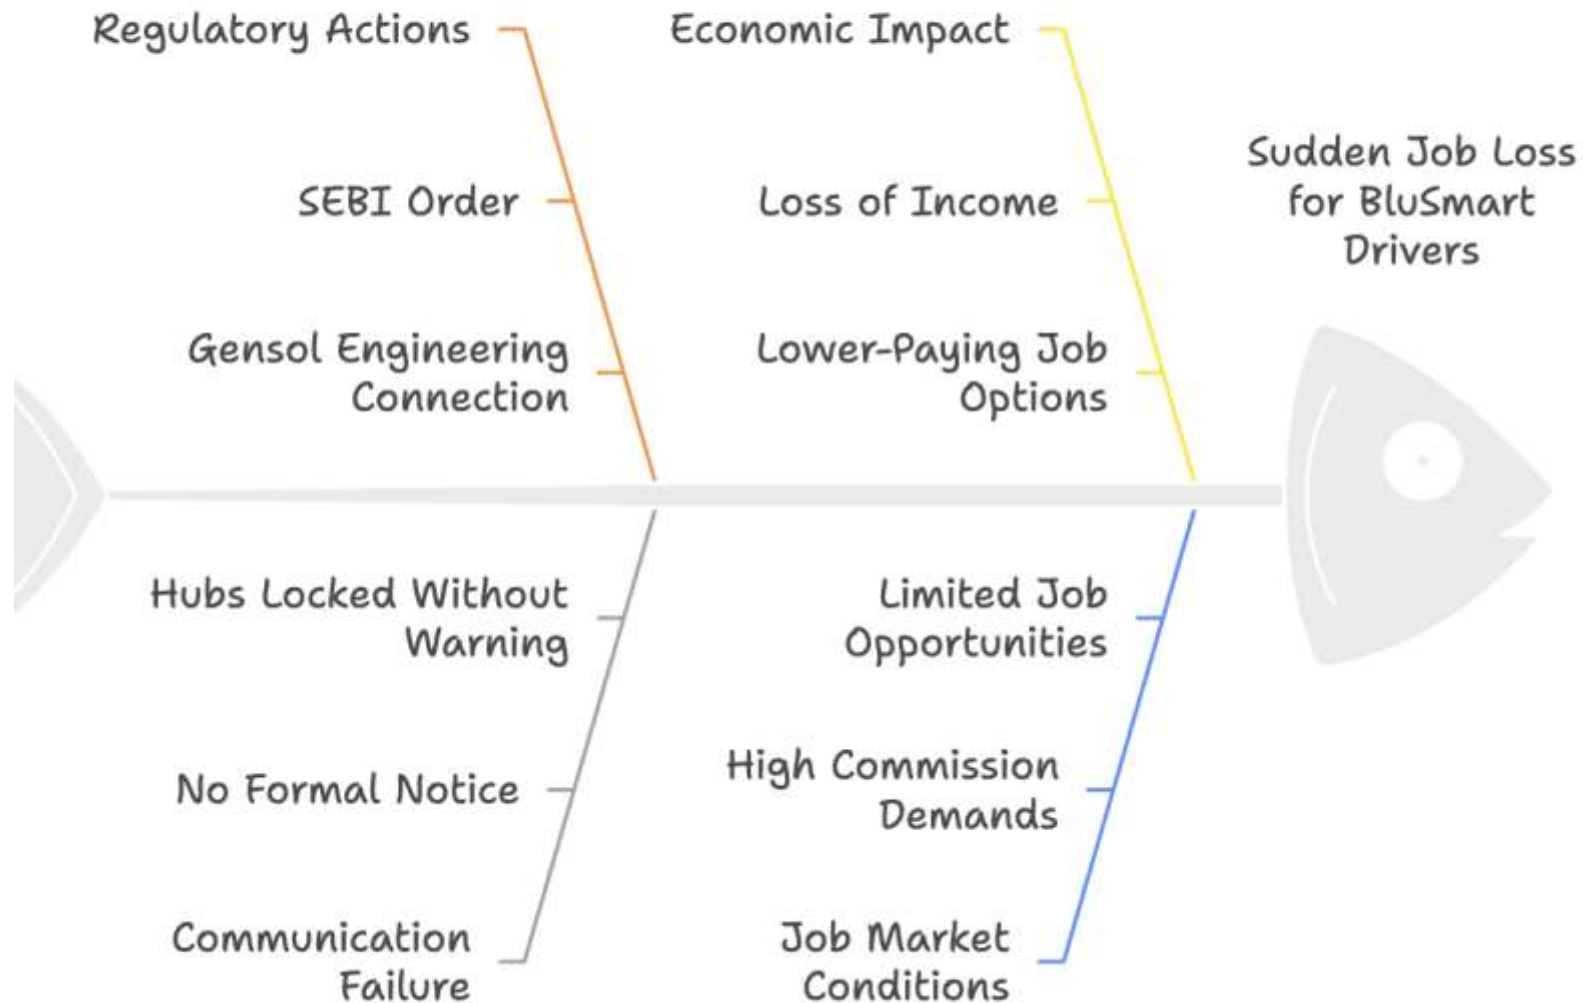 Regulatory Actions
SEBI Order
Gensol Engineering
Connection
Economic Impact
Loss of Income
Lower-Paying Job
Options
Sudden Job Loss
for BluSmart
Drivers
Hubs Locked Without
Warning
No Formal Notice
Communication
Failure
Limited Job
Opportunities
High Commission
Demands
Job Market
Conditions